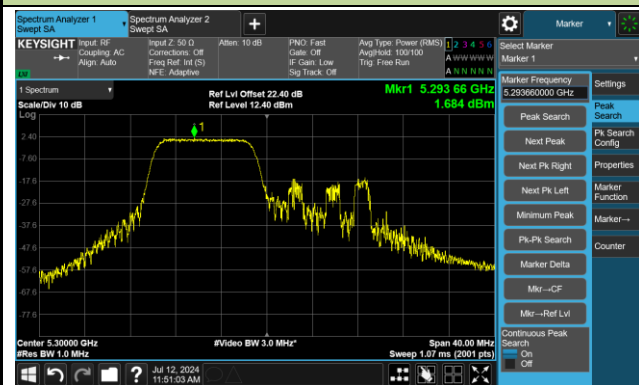 Spectrum Analyzer 1
Swept SA
Spectrum Analyzer 2
Swept SA
+
Marker
KEYSIGHT
Input: RF
Coupling: AC
Align: Auto
Input Z: 50 Ω
Corrections: Off
Freq Ref: Int (S)
NFE: Adaptive
Atten: 10 dB
PNO: Fast
Gate: Off
IF Gain: Low
Sig Track: Off
Avg Type: Power (RMS)
Avg|Hold: 100/100
Trig: Free Run
1 2 3 4 5 6
A W W W W W
A N N N N N
Select Marker
Marker 1
1 Spectrum
Scale/Div 10 dB
Log
Ref Lvl Offset 22.40 dB
Ref Level 12.40 dBm
Mkr1 5.293 66 GHz
1.684 dBm
1
2.40
-7.60
-17.6
-27.6
-37.6
-47.6
-57.6
-67.6
-77.6
Center 5.30000 GHz
#Res BW 1.0 MHz
#Video BW 3.0 MHz*
Span 40.00 MHz
Sweep 1.07 ms (2001 pts)
Marker Frequency
5.293660000 GHz
Peak Search
Next Peak
Next Pk Right
Next Pk Left
Minimum Peak
Pk-Pk Search
Marker Delta
Mkr→CF
Mkr→Ref Lvl
Continuous Peak
Search
On
Off
Settings
Peak
Search
Pk Search
Config
Properties
Marker
Function
Marker→
Counter
?
Jul 12, 2024
11:51:03 AM